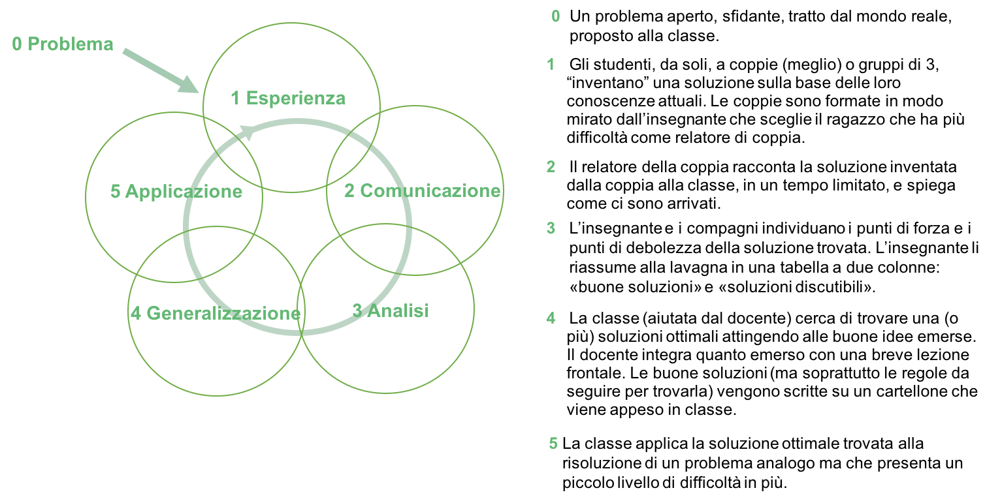 0 Problema
1 Esperienza
5 Applicazione
2 Comunicazione
4 Generalizzazione
3 Analisi
0 Un problema aperto, sfidante, tratto dal mondo reale,
proposto alla classe.
1 Gli studenti, da soli, a coppie (meglio) o gruppi di 3,
“inventano” una soluzione sulla base delle loro
conoscenze attuali. Le coppie sono formate in modo
mirato dall’insegnante che sceglie il ragazzo che ha più
difficoltà come relatore di coppia.
2 Il relatore della coppia racconta la soluzione inventata
dalla coppia alla classe, in un tempo limitato, e spiega
come ci sono arrivati.
3 L’insegnante e i compagni individuano i punti di forza e i
punti di debolezza della soluzione trovata. L’insegnante li
riassume alla lavagna in una tabella a due colonne:
«buone soluzioni» e «soluzioni discutibili».
4 La classe (aiutata dal docente) cerca di trovare una (o
più) soluzioni ottimali attingendo alle buone idee emerse.
Il docente integra quanto emerso con una breve lezione
frontale. Le buone soluzioni (ma soprattutto le regole da
seguire per trovarla) vengono scritte su un cartellone che
viene appeso in classe.
5 La classe applica la soluzione ottimale trovata alla
risoluzione di un problema analogo ma che presenta un
piccolo livello di difficoltà in più.